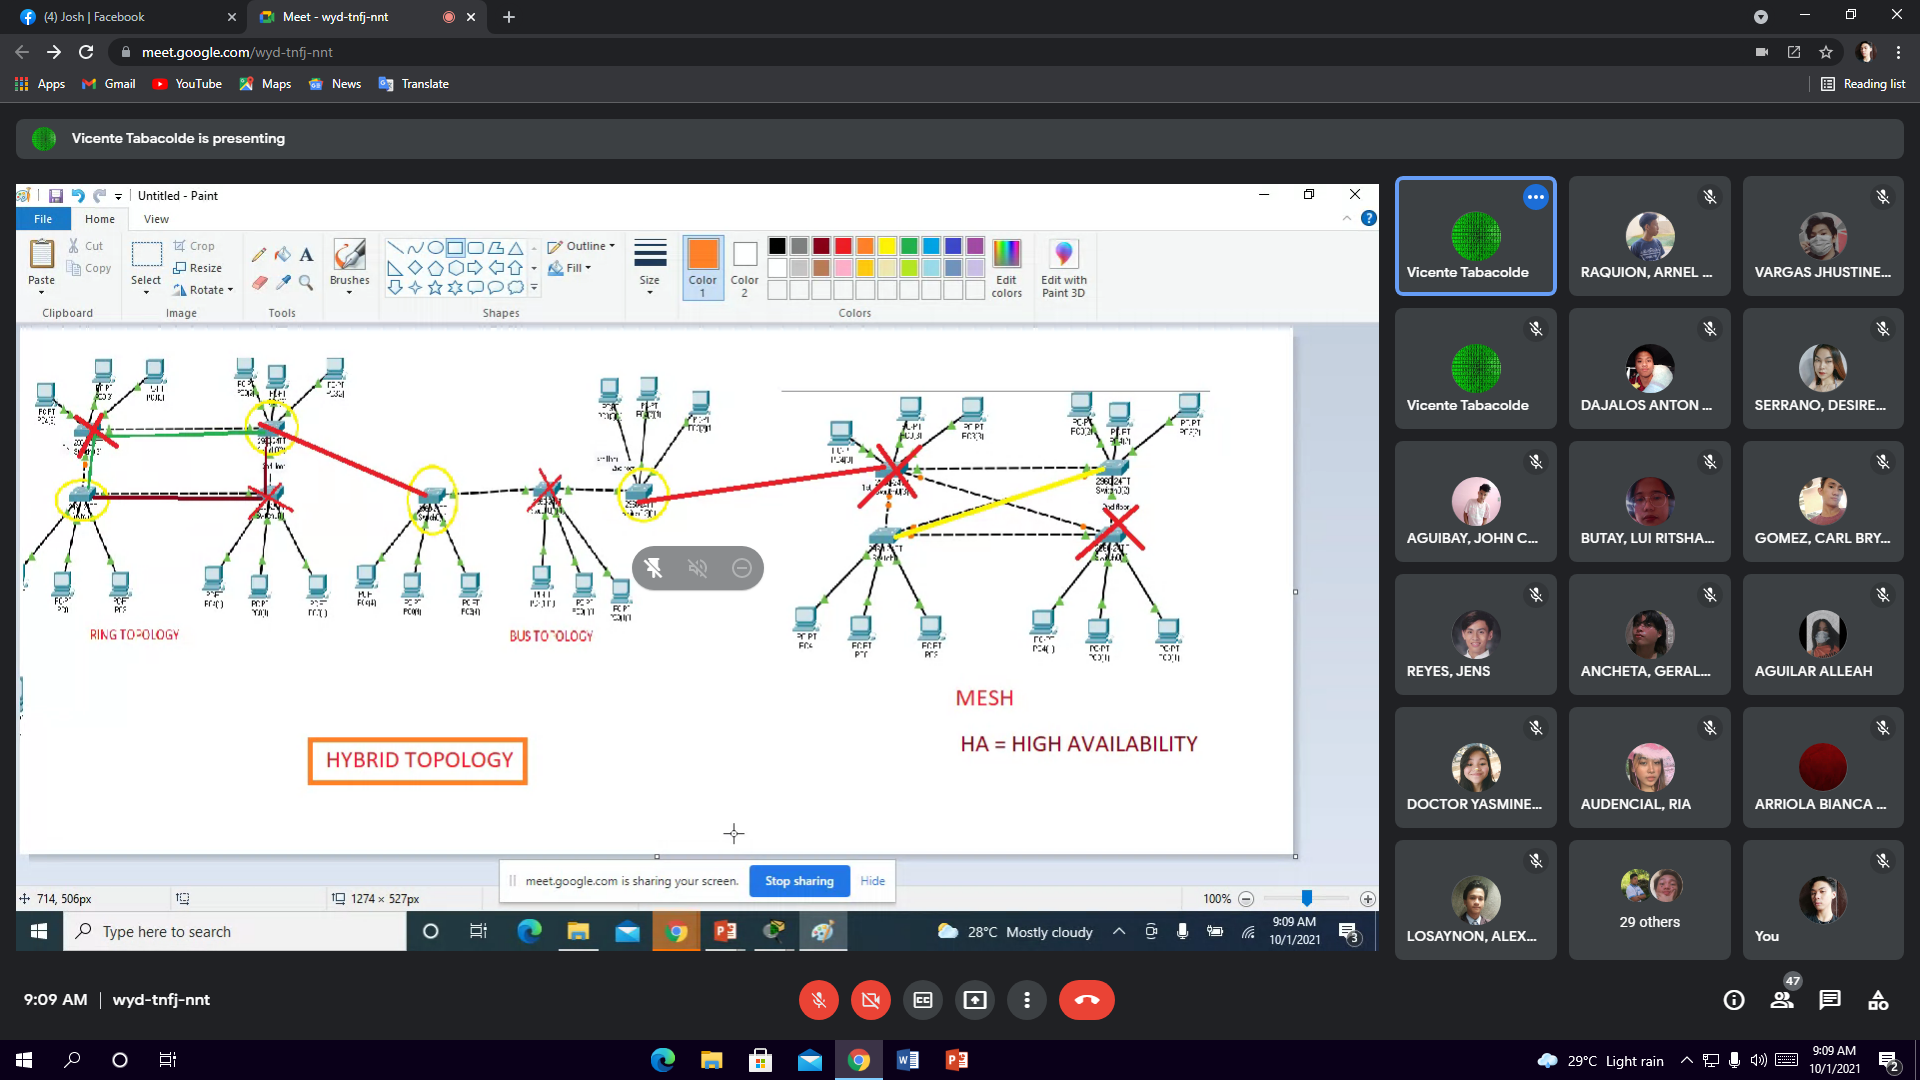 (4) Josh | Facebook
Meet - wyd-tnfj-nnt
meet.google.com/wyd-tnfj-nnt
Apps
Gmail
YouTube
Maps
News
Translate
Reading list
Vicente Tabacolde is presenting
Untitled - Paint
File
Home
View
Paste
Cut
Copy
Clipboard
Select
Crop
Resize
Rotate
Image
A
Tools
Brushes
Outline
Fill
Shapes
Size
Color 1
Color 2
Edit colors
Colors
Edit with Paint 3D
RING TOPOLOGY
BUS TOPOLOGY
MESH
HA = HIGH AVAILABILITY
HYBRID TOPOLOGY
meet.google.com is sharing your screen.
Stop sharing
Hide
714, 506px
1274 × 527px
100%
Type here to search
28°C Mostly cloudy
9:09 AM
10/1/2021
3
Vicente Tabacolde
RAQUION, ARNEL ...
VARGAS JHUSTINE...
Vicente Tabacolde
DAJALOS ANTON ...
SERRANO, DESIRE...
AGUIBAY, JOHN C...
BUTAY, LUI RITSHA...
GOMEZ, CARL BRY...
REYES, JENS
ANCHETA, GERAL...
AGUILAR ALLEAH
DOCTOR YASMINE...
AUDENCIAL, RIA
ARRIOLA BIANCA ...
LOSAYNON, ALEX...
29 others
You
9:09 AM | wyd-tnfj-nnt
47
29°C Light rain
9:09 AM
10/1/2021
2